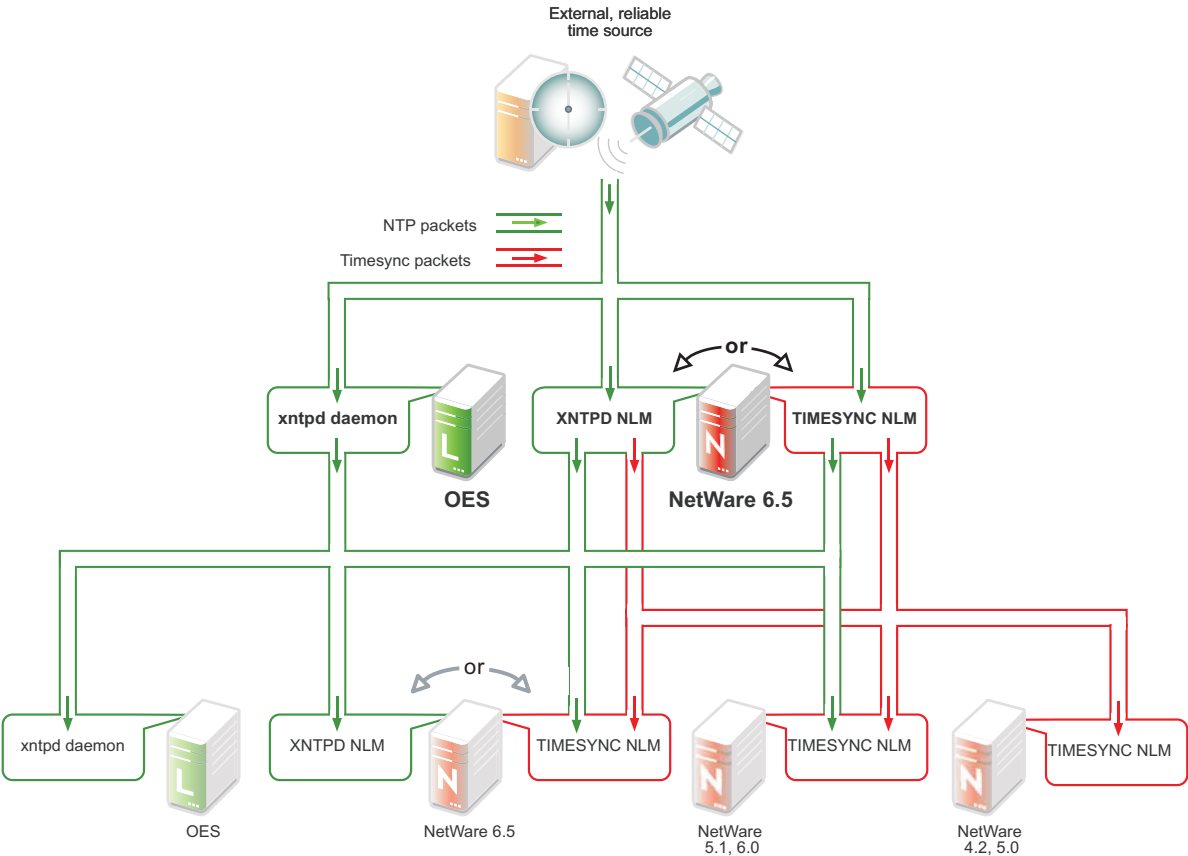 External, reliable
time source
NTP packets
Timesync packets
or
xntpd daemon
L
OES
XNTPD NLM
N
NetWare 6.5
TIMESYNC NLM
or
xntpd daemon
L
OES
XNTPD NLM
N
NetWare 6.5
TIMESYNC NLM
N
NetWare
5.1, 6.0
TIMESYNC NLM
N
NetWare
4.2, 5.0
TIMESYNC NLM